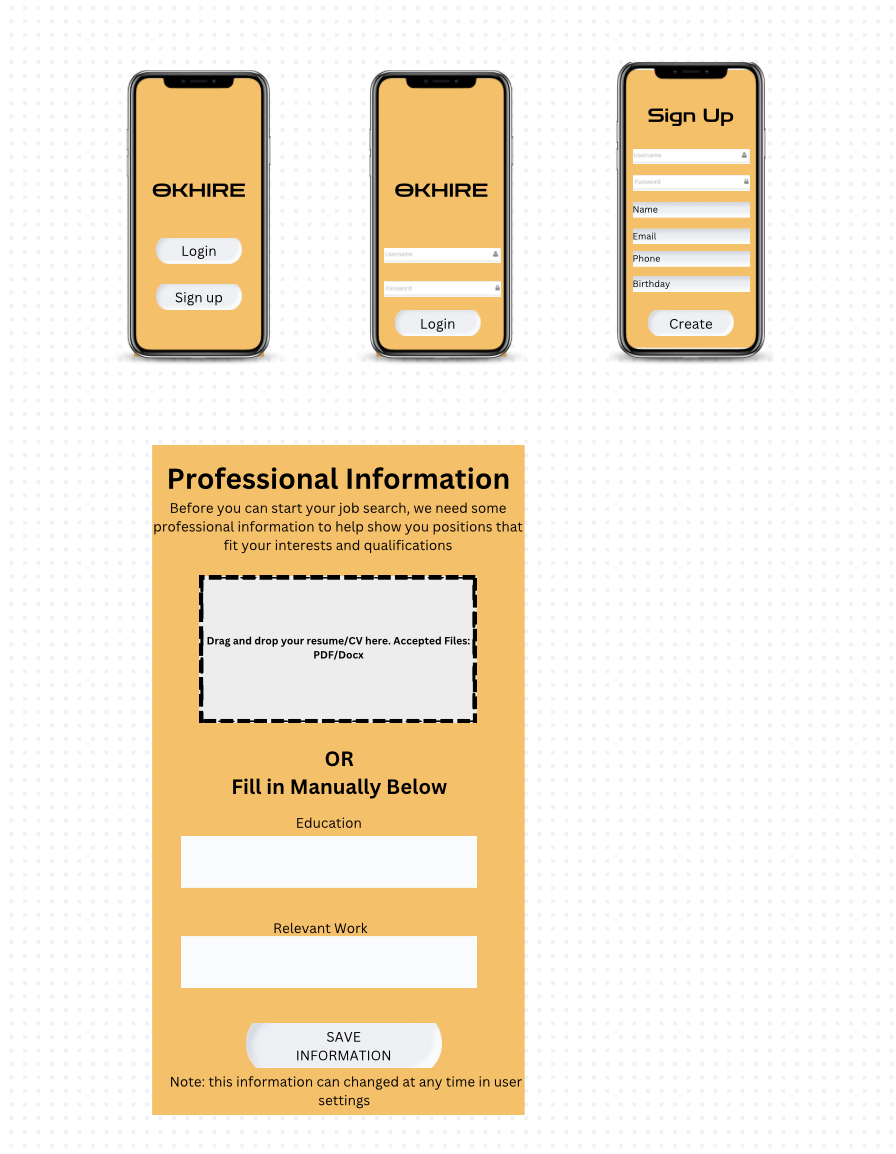 ӨKHIRE
Login
Sign up
ӨKHIRE
Username
Password
Login
Sign Up
Username
Password
Name
Email
Phone
Birthday
Create
Professional Information
Before you can start your job search, we need some
professional information to help show you positions that
fit your interests and qualifications
Drag and drop your resume/CV here. Accepted Files:
PDF/Docx
OR
Fill in Manually Below
Education
Relevant Work
SAVE
INFORMATION
Note: this information can changed at any time in user
settings